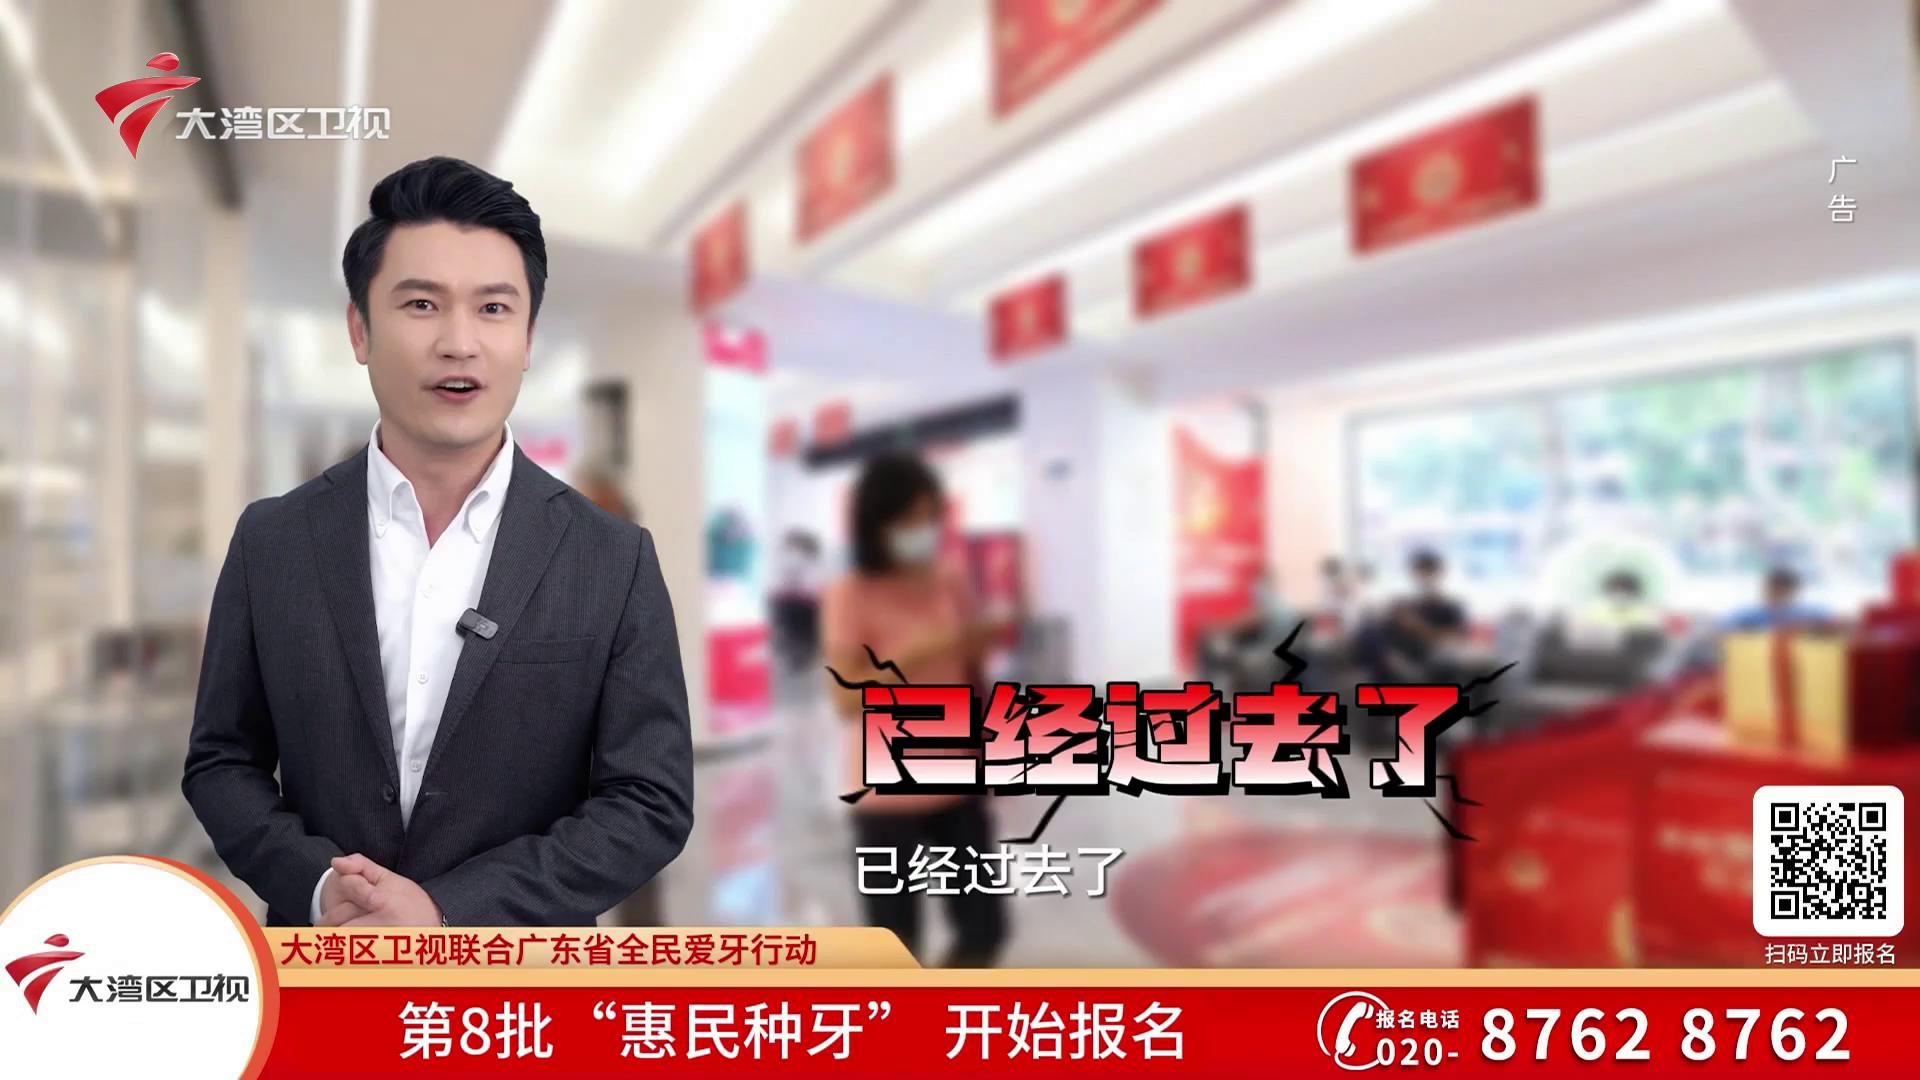 大湾区卫视
广告
已经过去了
已经过去了
扫码立即报名
大湾区卫视联合广东省全民爱牙行动
大湾区卫视
第8批“惠民种牙” 开始报名
报名电话
020- 8762 8762